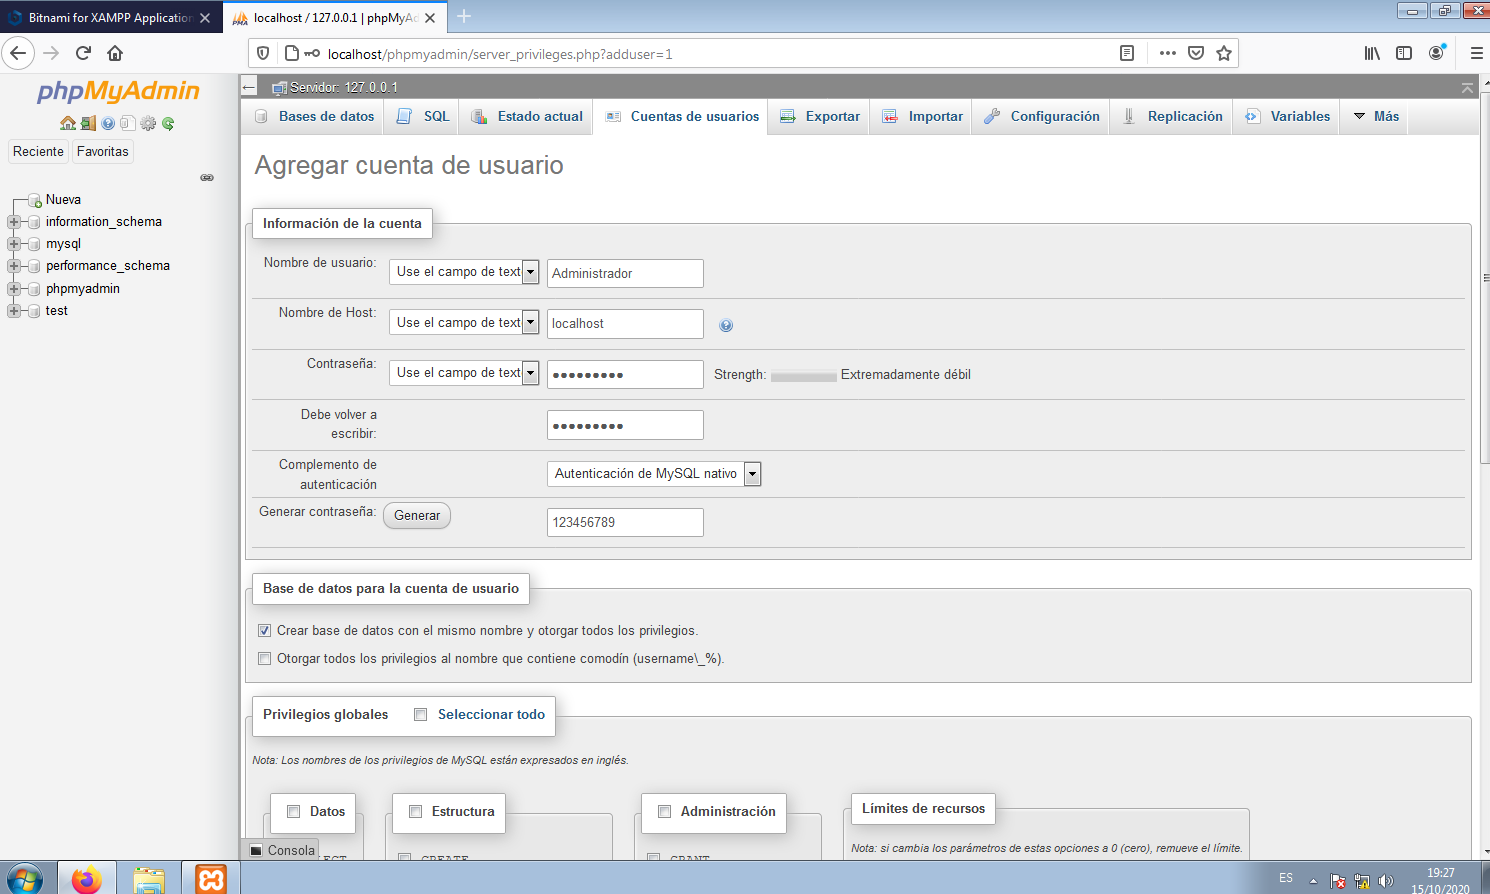 Bitnami for XAMPP Application
localhost / 127.0.0.1 | phpMyAd
localhost/phpmyadmin/server_privileges.php?adduser=1
phpMyAdmin
Reciente
Favoritas
Nueva
information_schema
mysql
performance_schema
phpmyadmin
test
Servidor: 127.0.0.1
Bases de datos
SQL
Estado actual
Cuentas de usuarios
Exportar
Importar
Configuración
Replicación
Variables
Más
Agregar cuenta de usuario
Información de la cuenta
Nombre de usuario:
Use el campo de text
Administrador
Nombre de Host:
Use el campo de text
localhost
Contraseña:
Use el campo de text
•••••••••
Strength:
Extremadamente débil
Debe volver a
escribir:
•••••••••
Complemento de
autenticación
Autenticación de MySQL nativo
Generar contraseña:
Generar
123456789
Base de datos para la cuenta de usuario
Crear base de datos con el mismo nombre y otorgar todos los privilegios.
Otorgar todos los privilegios al nombre que contiene comodín (username\_%).
Privilegios globales
Seleccionar todo
Nota: Los nombres de los privilegios de MySQL están expresados en inglés.
Datos
Estructura
Administración
Límites de recursos
Nota: si cambia los parámetros de estas opciones a 0 (cero), remueve el límite.
CREATE
GRANT
Consola
ES
19:27
15/10/2020